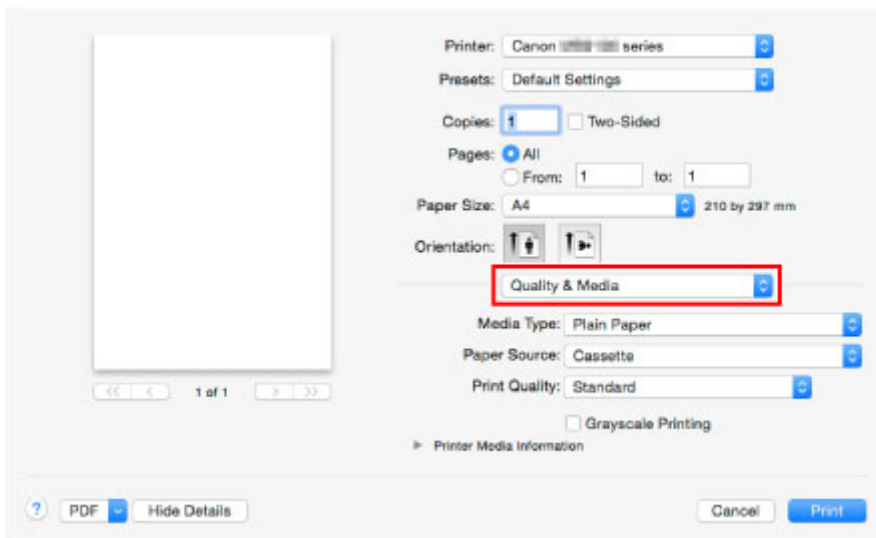 Printer: Canon series
Presets: Default Settings
Copies: 1 Two-Sided
Pages: All
From: 1 to: 1
Paper Size: A4 210 by 297 mm
Orientation:
Quality & Media
Media Type: Plain Paper
Paper Source: Cassette
Print Quality: Standard
Grayscale Printing
Printer Media Information
1 of 1
? PDF Hide Details Cancel Print